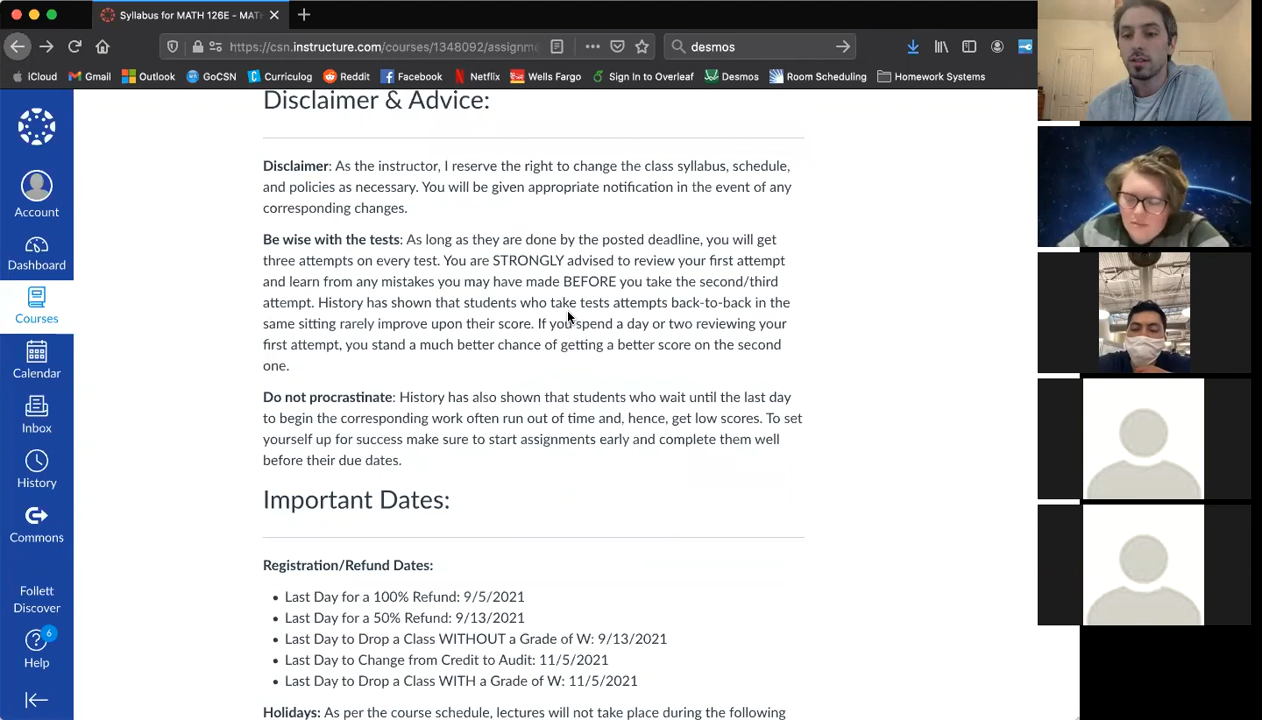 Syllabus for MATH 126E - MAT
https://csn.instructure.com/courses/1348092/assignm
desmos
iCloud
Gmail
Outlook
GoCSN
Curriculog
Reddit
Facebook
Netflix
Wells Fargo
Sign In to Overleaf
Desmos
Room Scheduling
Homework Systems
Account
Dashboard
Courses
Calendar
Inbox
History
Commons
Follett
Discover
6
Help
Disclaimer & Advice:
Disclaimer: As the instructor, I reserve the right to change the class syllabus, schedule,
and policies as necessary. You will be given appropriate notification in the event of any
corresponding changes.
Be wise with the tests: As long as they are done by the posted deadline, you will get
three attempts on every test. You are STRONGLY advised to review your first attempt
and learn from any mistakes you may have made BEFORE you take the second/third
attempt. History has shown that students who take tests attempts back-to-back in the
same sitting rarely improve upon their score. If you spend a day or two reviewing your
first attempt, you stand a much better chance of getting a better score on the second
one.
Do not procrastinate: History has also shown that students who wait until the last day
to begin the corresponding work often run out of time and, hence, get low scores. To set
yourself up for success make sure to start assignments early and complete them well
before their due dates.
Important Dates:
Registration/Refund Dates:
• Last Day for a 100% Refund: 9/5/2021
• Last Day for a 50% Refund: 9/13/2021
• Last Day to Drop a Class WITHOUT a Grade of W: 9/13/2021
• Last Day to Change from Credit to Audit: 11/5/2021
• Last Day to Drop a Class WITH a Grade of W: 11/5/2021
Holidays: As per the course schedule, lectures will not take place during the following